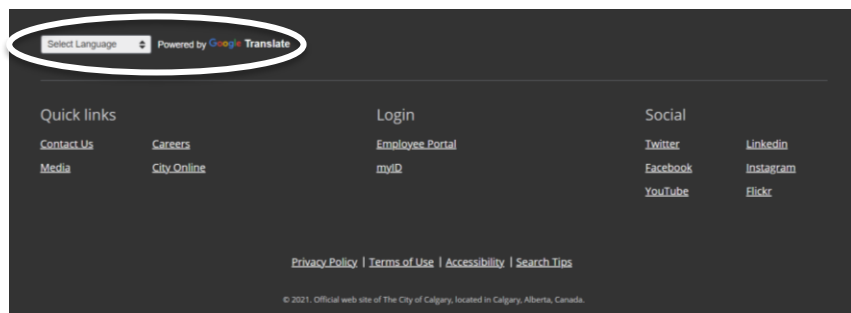 Select Language Powered by Google Translate
Quick links Login Social
Contact Us Careers Employee Portal Twitter Linkedin
Media City Online myID Facebook Instagram
YouTube Flickr
Privacy Policy | Terms of Use | Accessibility | Search Tips
© 2021. Official web site of The City of Calgary, located in Calgary, Alberta, Canada.